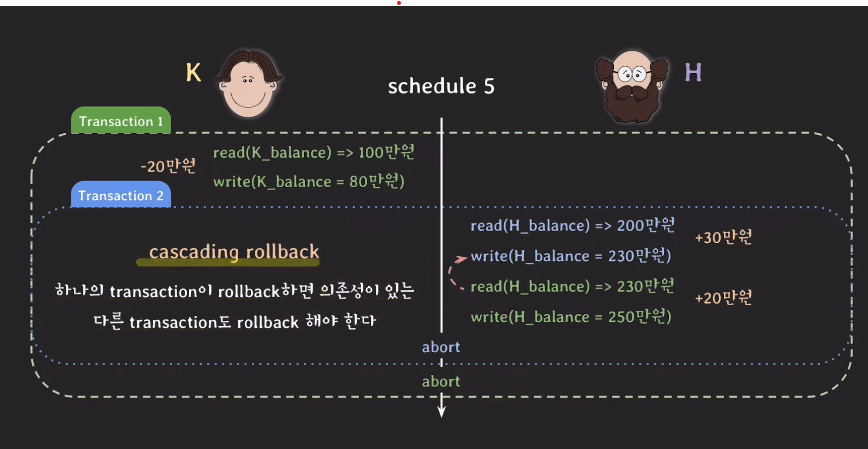 K
schedule 5
H
Transaction 1
-20만원
read(K_balance) => 100만원
write(K_balance = 80만원)
Transaction 2
read(H_balance) => 200만원
write(H_balance = 230만원)
+30만원
read(H_balance) => 230만원
write(H_balance = 250만원)
+20만원
cascading rollback
하나의 transaction이 rollback하면 의존성이 있는
다른 transaction도 rollback 해야 한다
abort
abort